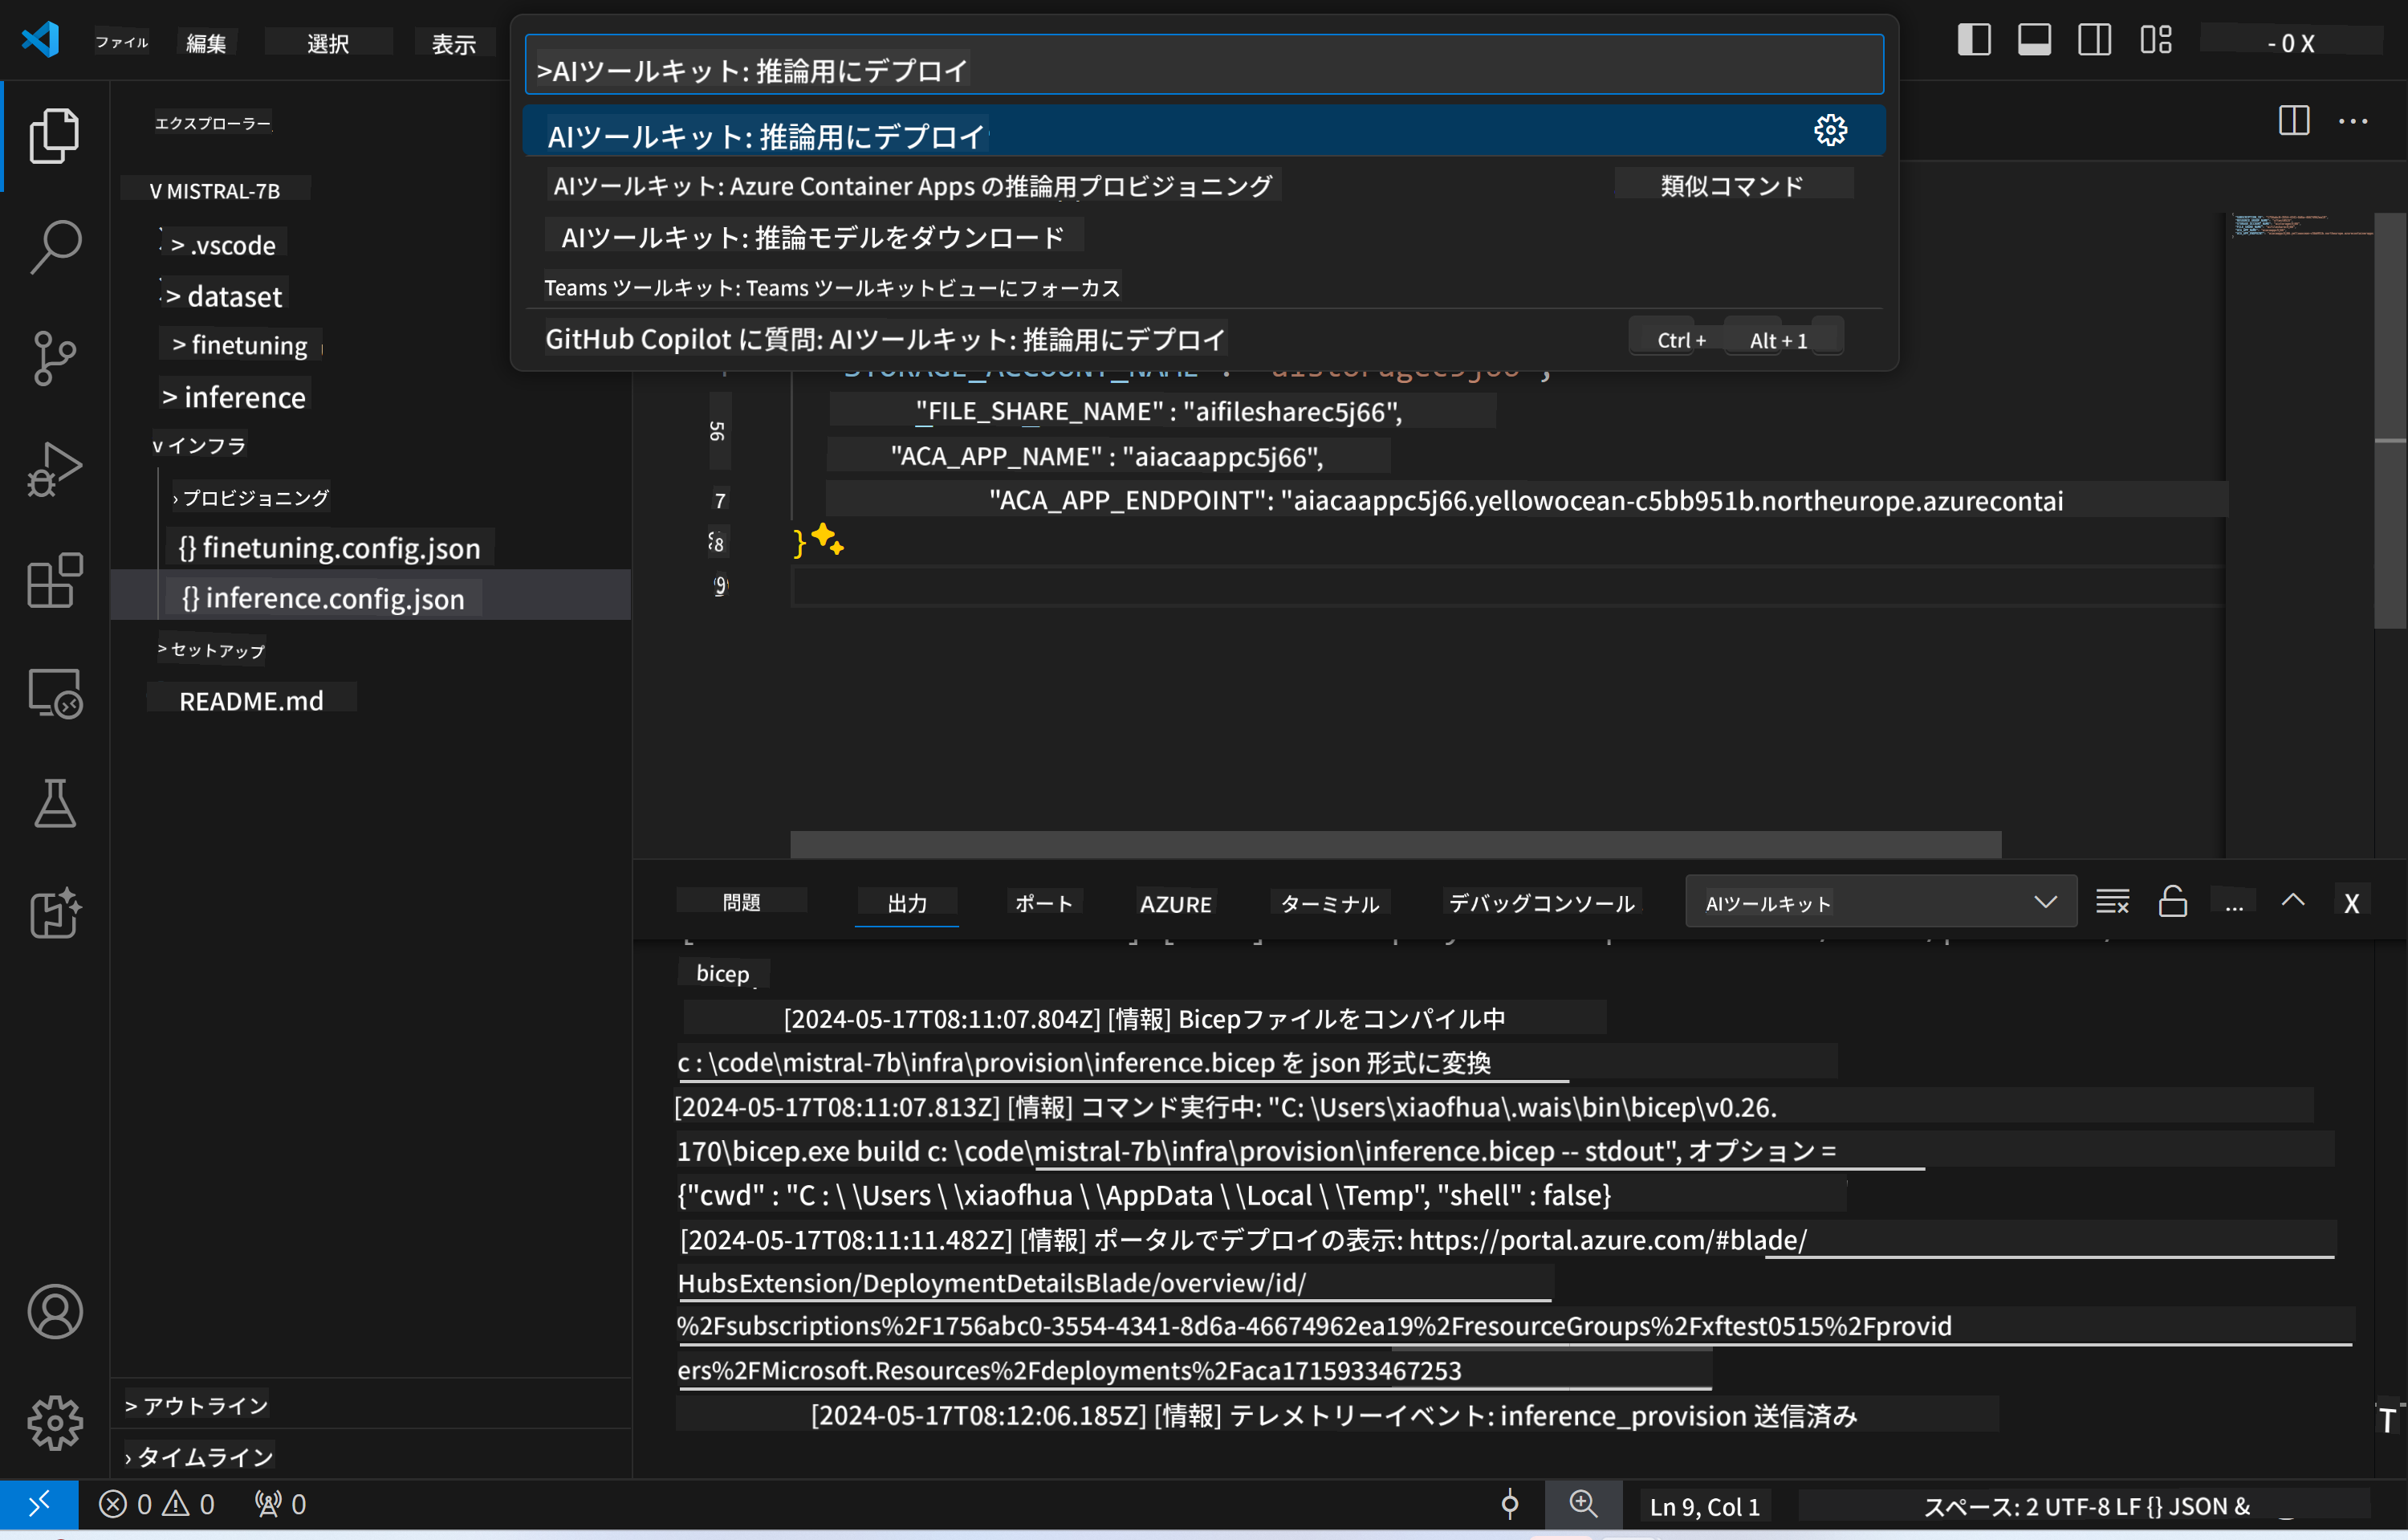 ファイル 編集 選択 表示
- 0 X
>AIツールキット: 推論用にデプロイ
AIツールキット: 推論用にデプロイ
AIツールキット: Azure Container Apps の推論用プロビジョニング 類似コマンド
AIツールキット: 推論モデルをダウンロード
Teams ツールキット: Teams ツールキットビューにフォーカス
GitHub Copilot に質問: AIツールキット: 推論用にデプロイ Ctrl + Alt + 1
エクスプローラー
V MISTRAL-7B
> .vscode
> dataset
> finetuning
> inference
v インフラ
› プロビジョニング
{} finetuning.config.json
{} inference.config.json
> セットアップ
README.md
> アウトライン
› タイムライン
56 "FILE_SHARE_NAME" : "aifilesharec5j66",
"ACA_APP_NAME" : "aiacaappc5j66",
7 "ACA_APP_ENDPOINT": "aiacaappc5j66.yellowocean-c5bb951b.northeurope.azurecontai
8 }
9
問題 出力 ポート AZURE ターミナル デバッグコンソール AIツールキット ... X
bicep
[2024-05-17T08:11:07.804Z] [情報] Bicepファイルをコンパイル中
c : \code\mistral-7b\infra\provision\inference.bicep を json 形式に変換
[2024-05-17T08:11:07.813Z] [情報] コマンド実行中: "C: \Users\xiaofhua\.wais\bin\bicep\v0.26.
170\bicep.exe build c: \code\mistral-7b\infra\provision\inference.bicep -- stdout", オプション =
{"cwd" : "C : \ \Users \ \xiaofhua \ \AppData \ \Local \ \Temp", "shell" : false}
[2024-05-17T08:11:11.482Z] [情報] ポータルでデプロイの表示: https://portal.azure.com/#blade/
HubsExtension/DeploymentDetailsBlade/overview/id/
%2Fsubscriptions%2F1756abc0-3554-4341-8d6a-46674962ea19%2FresourceGroups%2Fxftest0515%2Fprovid
ers%2FMicrosoft.Resources%2Fdeployments%2Faca1715933467253
[2024-05-17T08:12:06.185Z] [情報] テレメトリーイベント: inference_provision 送信済み
T
0 0 0 Ln 9, Col 1 スペース: 2 UTF-8 LF {} JSON &